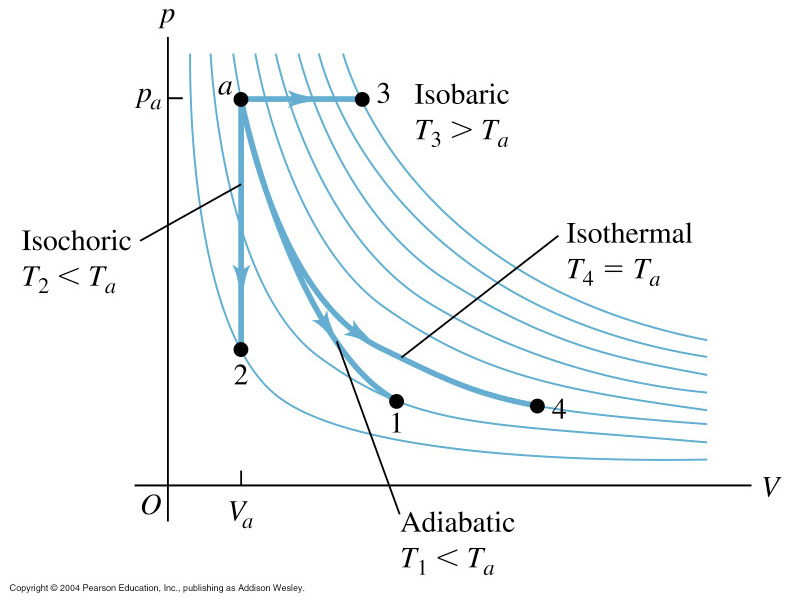 p
pₐ
a
3
Isobaric
T₃ > Tₐ
Isochoric
T₂ < Tₐ
Isothermal
T₄ = Tₐ
2
1
4
O
Vₐ
V
Adiabatic
T₁ < Tₐ
Copyright © 2004 Pearson Education, Inc., publishing as Addison Wesley.